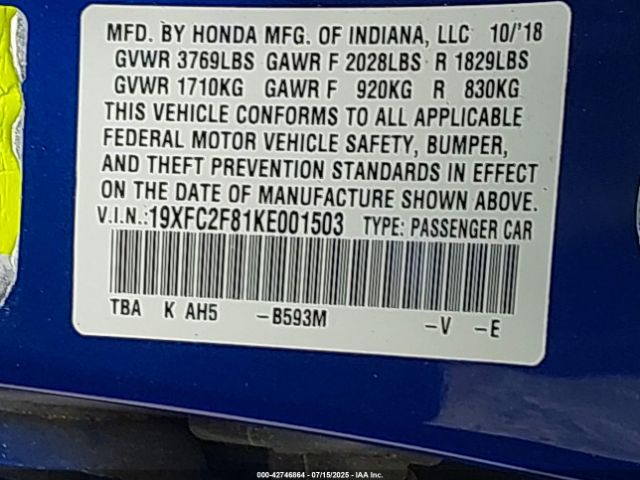 MFD. BY HONDA MFG. OF INDIANA, LLC 10/'18
GVWR 3769LBS GAWR F 2028LBS R 1829LBS
GVWR 1710KG GAWR F 920KG R 830KG
THIS VEHICLE CONFORMS TO ALL APPLICABLE
FEDERAL MOTOR VEHICLE SAFETY, BUMPER,
AND THEFT PREVENTION STANDARDS IN EFFECT
ON THE DATE OF MANUFACTURE SHOWN ABOVE.
V.I.N.:19XFC2F81KE001503 TYPE: PASSENGER CAR
TBA K AH5 -B593M -V -E
000-42746864 - 07/15/2025 - IAA Inc.